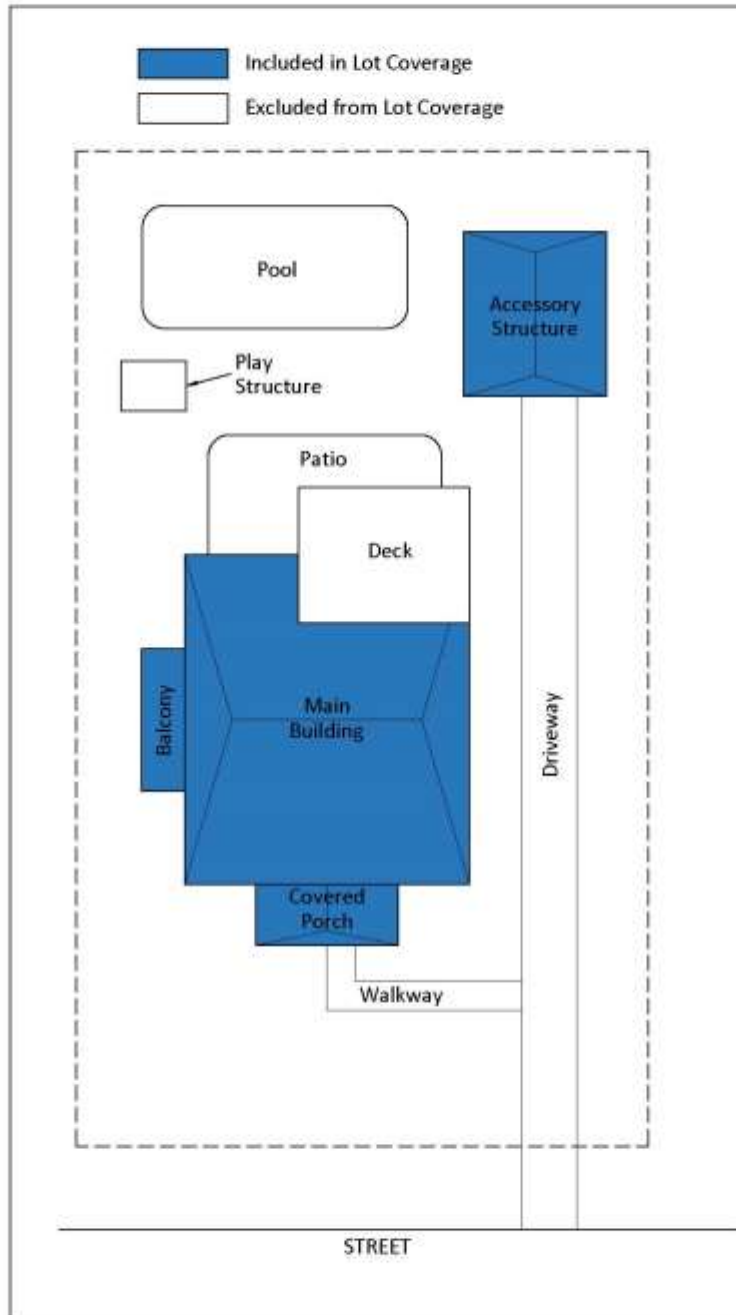 Included in Lot Coverage
Excluded from Lot Coverage
Pool
Accessory
Structure
Play
Structure
Patio
Deck
Balcony
Main
Building
Driveway
Covered
Porch
Walkway
STREET